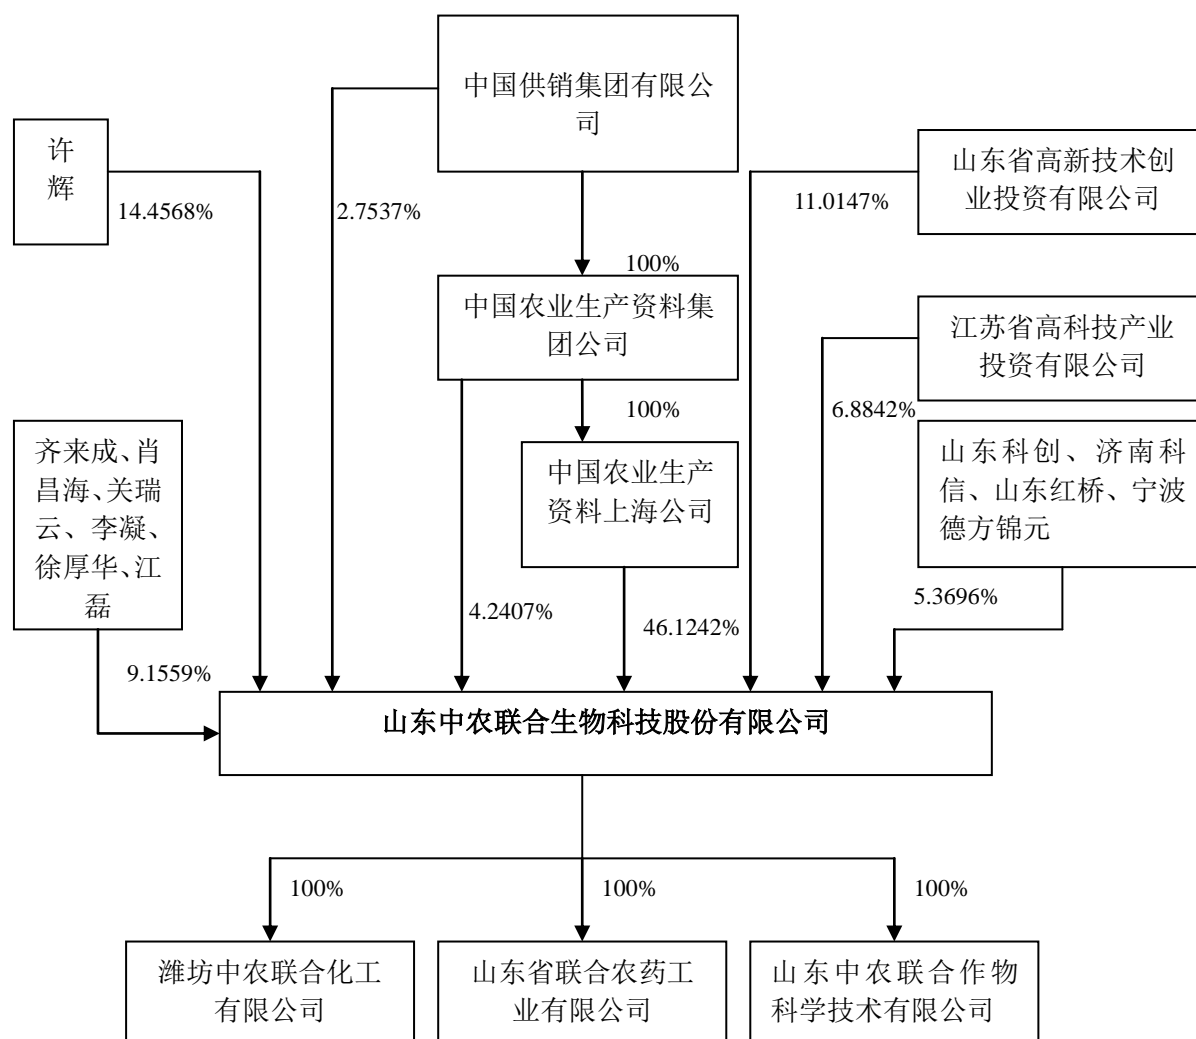 中国供销集团有限公
司
许
辉
山东省高新技术创
业投资有限公司
14.4568%
2.7537%
11.0147%
100%
中国农业生产资料集
团公司
江苏省高科技产业
投资有限公司
100%
6.8842%
齐来成、肖
昌海、关瑞
云、李凝、
徐厚华、江
磊
中国农业生产
资料上海公司
山东科创、济南科
信、山东红桥、宁波
德方锦元
4.2407%
46.1242%
5.3696%
9.1559%
山东中农联合生物科技股份有限公司
100%
100%
100%
潍坊中农联合化工
有限公司
山东省联合农药工
业有限公司
山东中农联合作物
科学技术有限公司